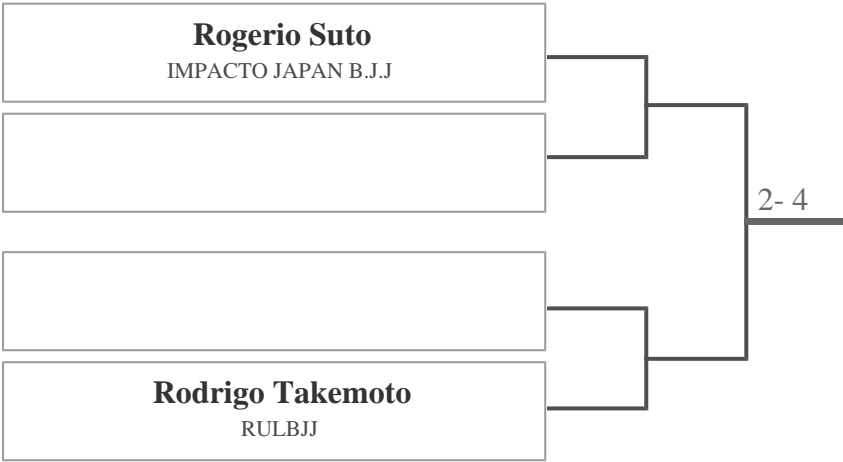 Rogerio Suto
IMPACTO JAPAN B.J.J
2- 4
Rodrigo Takemoto
RULBJJ